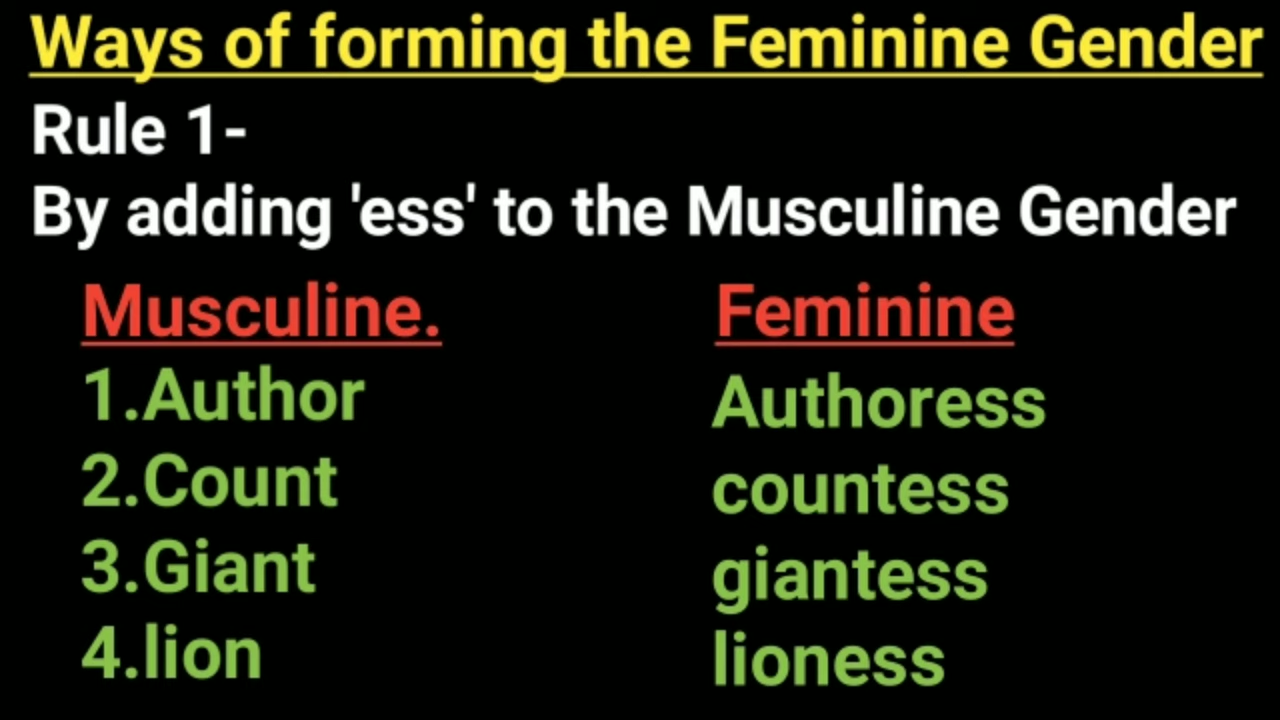 Ways of forming the Feminine Gender
Rule 1-
By adding 'ess' to the Musculine Gender
Musculine. Feminine
1.Author Authoress
2.Count countess
3.Giant giantess
4.lion lioness